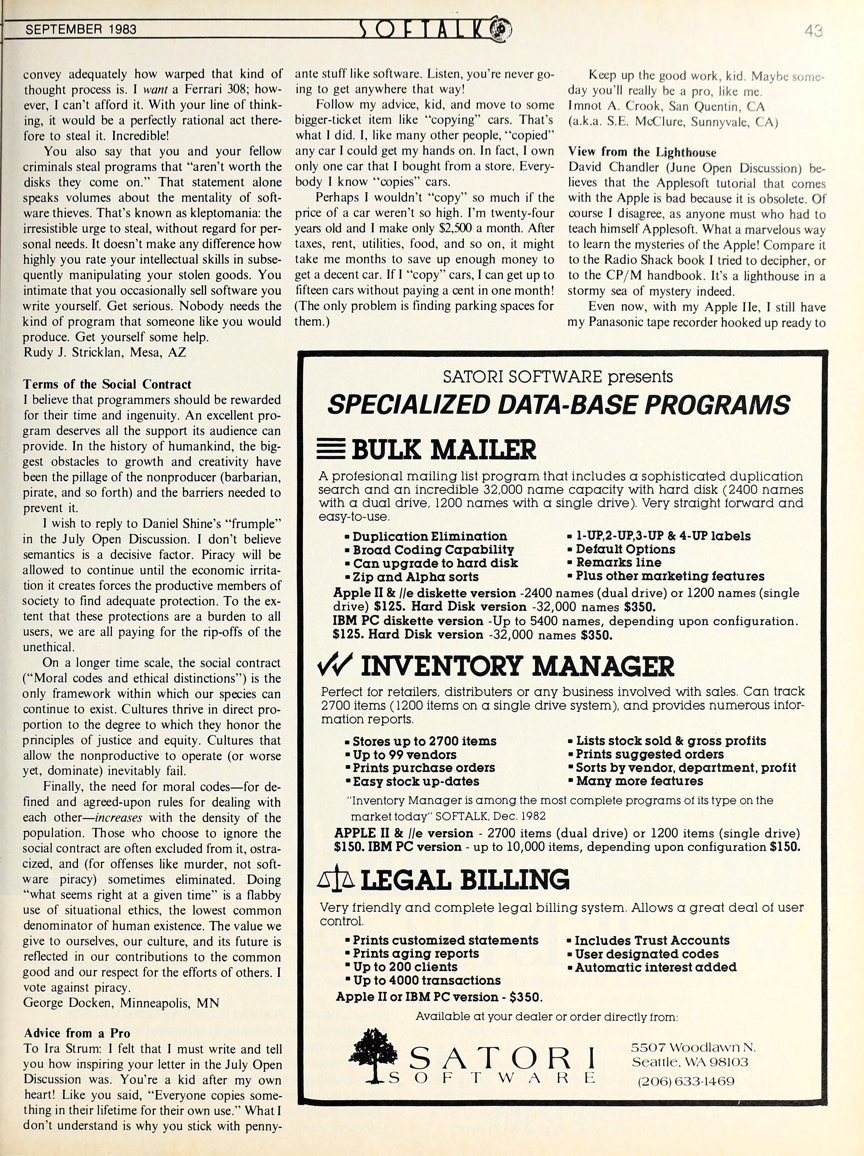 SEPTEMBER 1983
SOFTALK
43
convey adequately how warped that kind of
thought process is. I want a Ferrari 308; how-
ever, I can't afford it. With your line of think-
ing, it would be a perfectly rational act there-
fore to steal it. Incredible!
You also say that you and your fellow
criminals steal programs that "aren't worth the
disks they come on." That statement alone
speaks volumes about the mentality of soft-
ware thieves. That's known as kleptomania: the
irresistible urge to steal, without regard for per-
sonal needs. It doesn't make any difference how
highly you rate your intellectual skills in subse-
quently manipulating your stolen goods. You
intimate that you occasionally sell software you
write yourself. Get serious. Nobody needs the
kind of program that someone like you would
produce. Get yourself some help.
Rudy J. Stricklan, Mesa, AZ
Terms of the Social Contract
I believe that programmers should be rewarded
for their time and ingenuity. An excellent pro-
gram deserves all the support its audience can
provide. In the history of humankind, the big-
gest obstacles to growth and creativity have
been the pillage of the nonproducer (barbarian,
pirate, and so forth) and the barriers needed to
prevent it.
I wish to reply to Daniel Shine's "frumple"
in the July Open Discussion. I don't believe
semantics is a decisive factor. Piracy will be
allowed to continue until the economic irrita-
tion it creates forces the productive members of
society to find adequate protection. To the ex-
tent that these protections are a burden to all
users, we are all paying for the rip-offs of the
unethical.
On a longer time scale, the social contract
("Moral codes and ethical distinctions") is the
only framework within which our species can
continue to exist. Cultures thrive in direct pro-
portion to the degree to which they honor the
principles of justice and equity. Cultures that
allow the nonproductive to operate (or worse
yet, dominate) inevitably fail.
Finally, the need for moral codes—for de-
fined and agreed-upon rules for dealing with
each other—increases with the density of the
population. Those who choose to ignore the
social contract are often excluded from it, ostra-
cized, and (for offenses like murder, not soft-
ware piracy) sometimes eliminated. Doing
"what seems right at a given time" is a flabby
use of situational ethics, the lowest common
denominator of human existence. The value we
give to ourselves, our culture, and its future is
reflected in our contributions to the common
good and our respect for the efforts of others. I
vote against piracy.
George Docken, Minneapolis, MN
Advice from a Pro
To Ira Strum: I felt that I must write and tell
you how inspiring your letter in the July Open
Discussion was. You're a kid after my own
heart! Like you said, "Everyone copies some-
thing in their lifetime for their own use." What I
don't understand is why you stick with penny-
ante stuff like software. Listen, you're never go-
ing to get anywhere that way!
Follow my advice, kid, and move to some
bigger-ticket item like "copying" cars. That's
what I did. I, like many other people, "copied"
any car I could get my hands on. In fact, I own
only one car that I bought from a store. Every-
body I know "copies" cars.
Perhaps I wouldn't "copy" so much if the
price of a car weren't so high. I'm twenty-four
years old and I make only $2,500 a month. After
taxes, rent, utilities, food, and so on, it might
take me months to save up enough money to
get a decent car. If I "copy" cars, I can get up to
fifteen cars without paying a cent in one month!
(The only problem is finding parking spaces for
them.)
Keep up the good work, kid. Maybe some-
day you'll really be a pro, like me.
Imnot A. Crook, San Quentin, CA
(a.k.a. S.E. McClure, Sunnyvale, CA)
View from the Lighthouse
David Chandler (June Open Discussion) be-
lieves that the Applesoft tutorial that comes
with the Apple is bad because it is obsolete. Of
course I disagree, as anyone must who had to
teach himself Applesoft. What a marvelous way
to learn the mysteries of the Apple! Compare it
to the Radio Shack book I tried to decipher, or
to the CP/M handbook. It's a lighthouse in a
stormy sea of mystery indeed.
Even now, with my Apple IIe, I still have
my Panasonic tape recorder hooked up ready to
SATORI SOFTWARE presents
SPECIALIZED DATA-BASE PROGRAMS
BULK MAILER
A profesional mailing list program that includes a sophisticated duplication
search and an incredible 32,000 name capacity with hard disk (2400 names
with a dual drive, 1200 names with a single drive). Very straight forward and
easy-to-use.
▪ Duplication Elimination
▪ Broad Coding Capability
▪ Can upgrade to hard disk
▪ Zip and Alpha sorts
▪ 1-UP,2-UP,3-UP & 4-UP labels
▪ Default Options
▪ Remarks line
▪ Plus other marketing features
Apple II & //e diskette version -2400 names (dual drive) or 1200 names (single
drive) $125. Hard Disk version -32,000 names $350.
IBM PC diskette version -Up to 5400 names, depending upon configuration.
$125. Hard Disk version -32,000 names $350.
INVENTORY MANAGER
Perfect for retailers, distributers or any business involved with sales. Can track
2700 items (1200 items on a single drive system), and provides numerous infor-
mation reports.
▪ Stores up to 2700 items
▪ Up to 99 vendors
▪ Prints purchase orders
▪ Easy stock up-dates
▪ Lists stock sold & gross profits
▪ Prints suggested orders
▪ Sorts by vendor, department, profit
▪ Many more features
"Inventory Manager is among the most complete programs of its type on the
market today" SOFTALK, Dec. 1982
APPLE II & //e version - 2700 items (dual drive) or 1200 items (single drive)
$150. IBM PC version - up to 10,000 items, depending upon configuration $150.
LEGAL BILLING
Very friendly and complete legal billing system. Allows a great deal of user
control.
▪ Prints customized statements
▪ Prints aging reports
▪ Up to 200 clients
▪ Up to 4000 transactions
▪ Includes Trust Accounts
▪ User designated codes
▪ Automatic interest added
Apple II or IBM PC version - $350.
Available at your dealer or order directly from:
SATORI
SOFTWARE
5507 Woodlawn N.
Seattle, WA 98103
(206) 633-1469